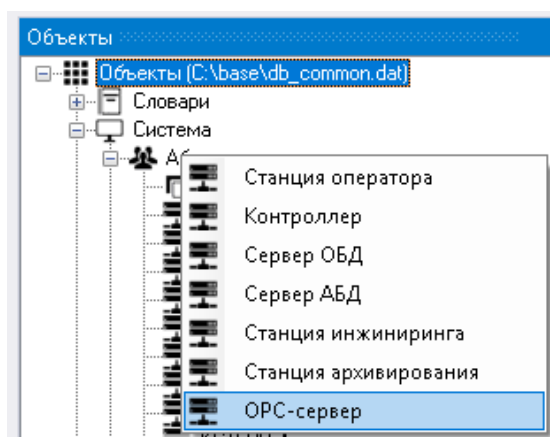 Объекты
Объекты (C:\base\db_common.dat)
Словари
Система
Станция оператора
Контроллер
Сервер ОБД
Сервер АБД
Станция инжиниринга
Станция архивирования
OPC-сервер